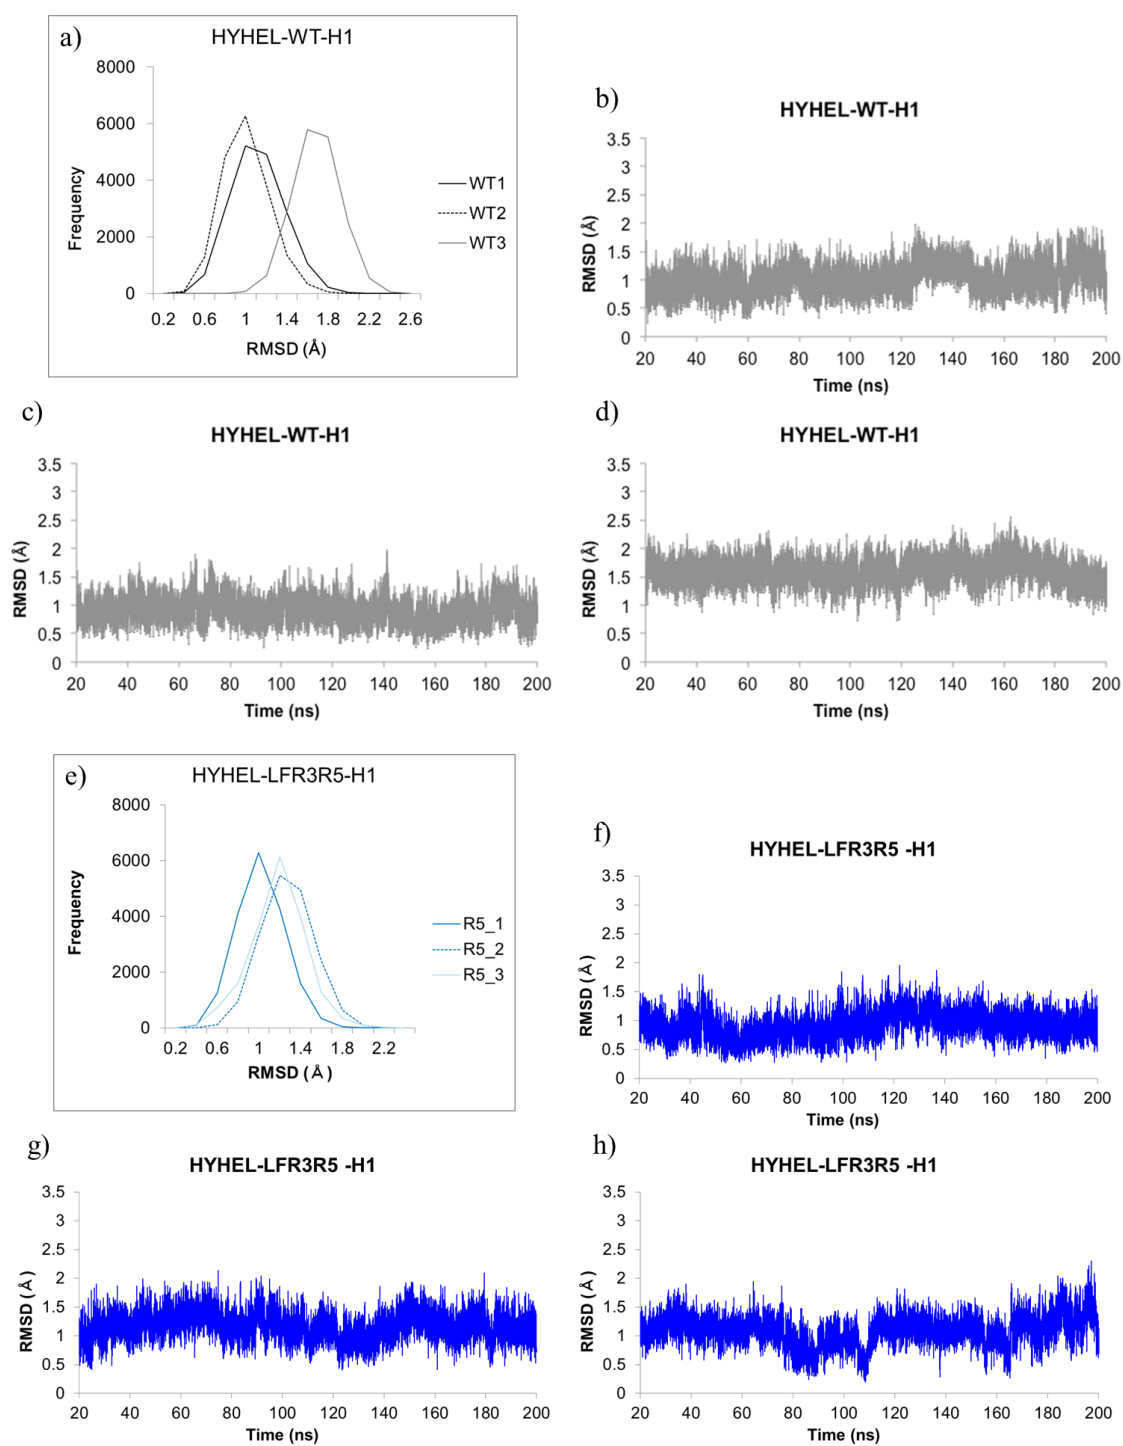 a)
HYHEL-WT-H1
8000
6000
4000
2000
0
Frequency
0.2 0.6 1 1.4 1.8 2.2 2.6
RMSD (Å)
WT1
WT2
WT3
b)
HYHEL-WT-H1
3.5
3
2.5
2
1.5
1
0.5
0
RMSD (Å)
20 40 60 80 100 120 140 160 180 200
Time (ns)
c)
HYHEL-WT-H1
3.5
3
2.5
2
1.5
1
0.5
0
RMSD (Å)
20 40 60 80 100 120 140 160 180 200
Time (ns)
d)
HYHEL-WT-H1
3.5
3
2.5
2
1.5
1
0.5
0
RMSD (Å)
20 40 60 80 100 120 140 160 180 200
Time (ns)
e)
HYHEL-LFR3R5-H1
8000
6000
4000
2000
0
Frequency
0.2 0.6 1 1.4 1.8 2.2
RMSD (Å)
R5_1
R5_2
R5_3
f)
HYHEL-LFR3R5 -H1
3.5
3
2.5
2
1.5
1
0.5
0
RMSD (Å)
20 40 60 80 100 120 140 160 180 200
Time (ns)
g)
HYHEL-LFR3R5 -H1
3.5
3
2.5
2
1.5
1
0.5
0
RMSD (Å)
20 40 60 80 100 120 140 160 180 200
Time (ns)
h)
HYHEL-LFR3R5 -H1
3.5
3
2.5
2
1.5
1
0.5
0
RMSD (Å)
20 40 60 80 100 120 140 160 180 200
Time (ns)